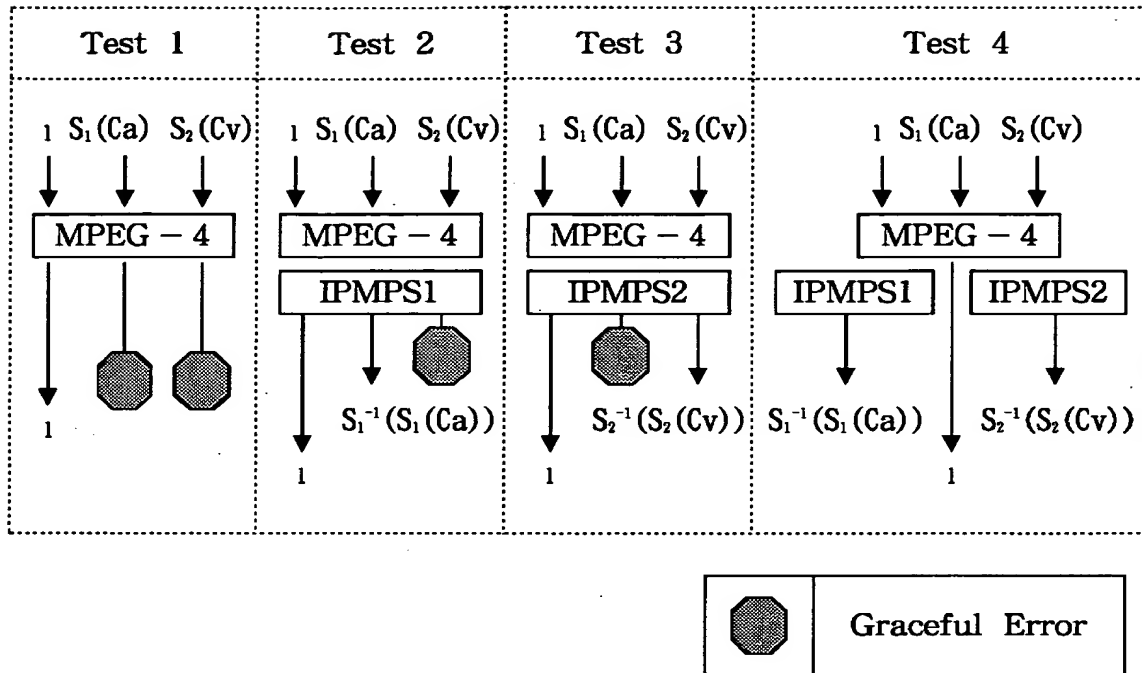 Test 1 Test 2 Test 3 Test 4
1 S₁(Ca) S₂(Cv) 1 S₁(Ca) S₂(Cv) 1 S₁(Ca) S₂(Cv) 1 S₁(Ca) S₂(Cv)
MPEG – 4 MPEG – 4 MPEG – 4 MPEG – 4
IPMPS1 IPMPS2 IPMPS1 IPMPS2
1 S₁⁻¹(S₁(Ca)) S₂⁻¹(S₂(Cv)) S₁⁻¹(S₁(Ca)) S₂⁻¹(S₂(Cv))
1 1 1
Graceful Error